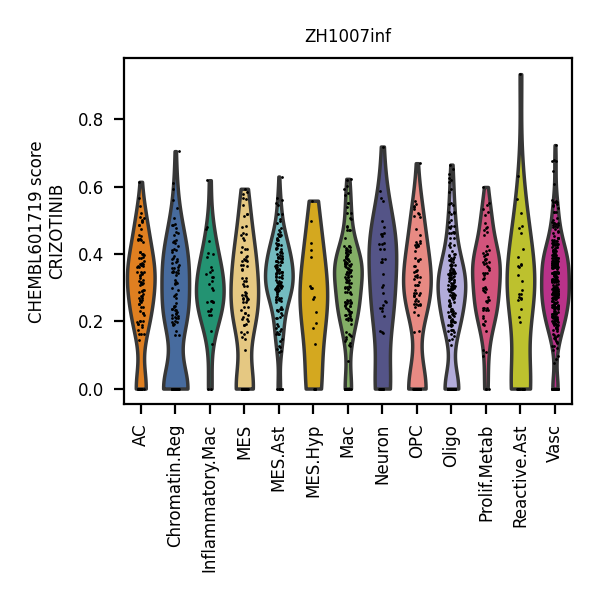 ZH1007inf
CHEMBL601719 score
CRIZOTINIB
0.8
0.6
0.4
0.2
0.0
AC
Chromatin.Reg
Inflammatory.Mac
MES
MES.Ast
MES.Hyp
Mac
Neuron
OPC
Oligo
Prolif.Metab
Reactive.Ast
Vasc